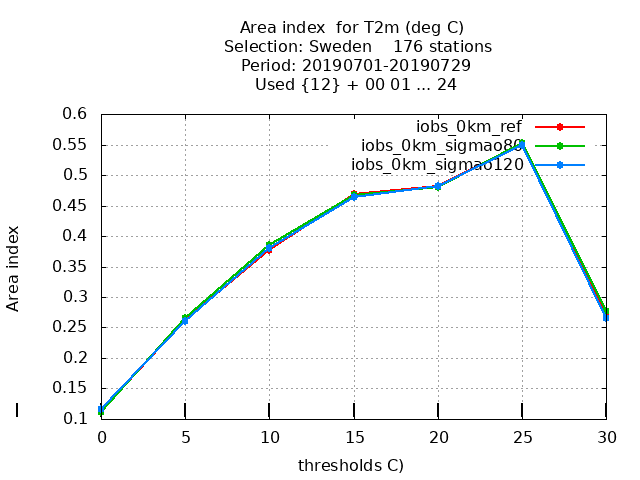 Area index  for T2m (deg C)
Selection: Sweden    176 stations
Period: 20190701-20190729
Used {12} + 00 01 ... 24
iobs_0km_ref
iobs_0km_sigmao80
iobs_0km_sigmao120
0.6
0.55
0.5
0.45
0.4
0.35
0.3
0.25
0.2
0.15
0.1
Area index
0 5 10 15 20 25 30
thresholds C)